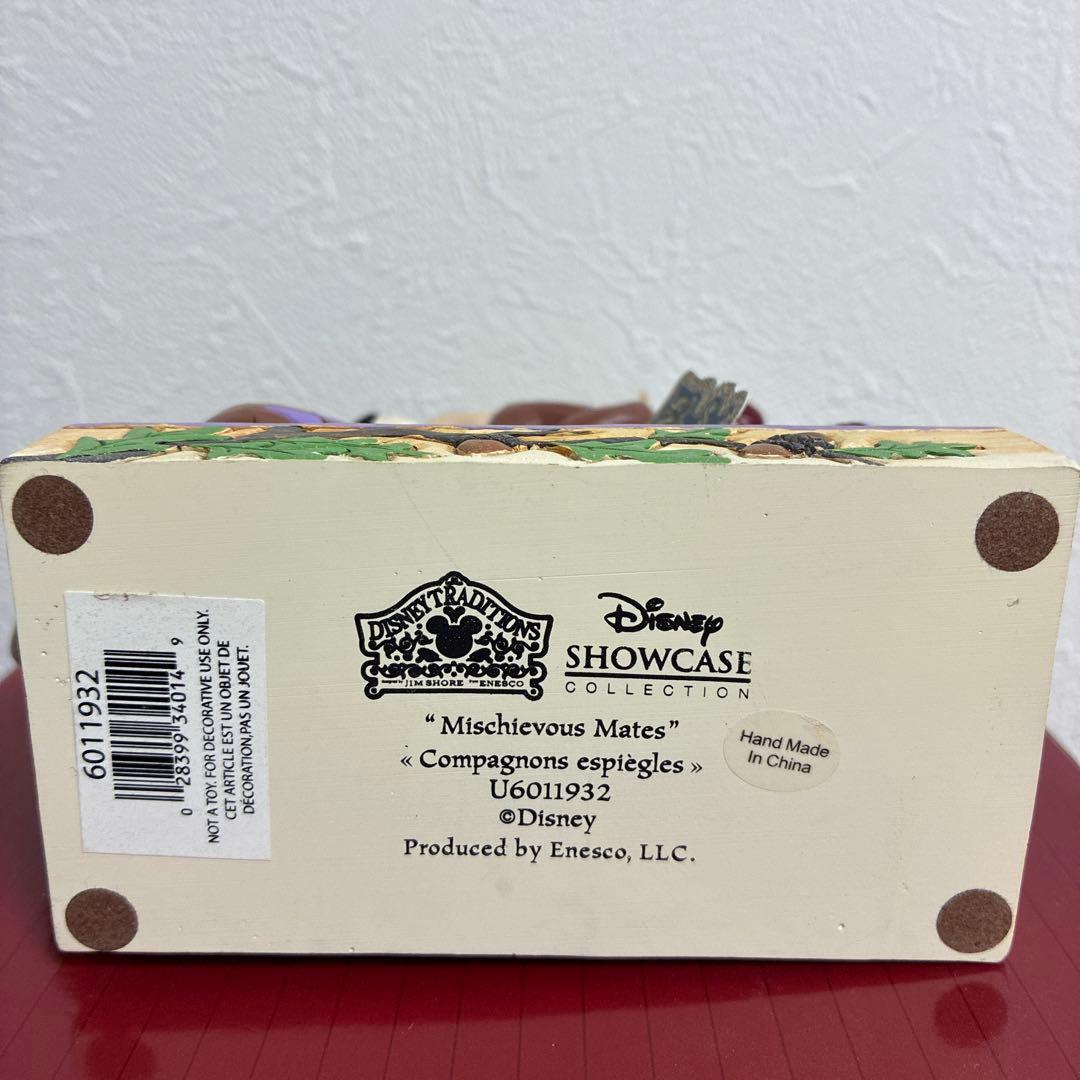 DISNEY TRADITIONS
JIM SHORE ENESCO
Disney
SHOWCASE
COLLECTION
“Mischievous Mates”
« Compagnons espiègles »
U6011932
©Disney
Produced by Enesco, LLC.
Hand Made
In China
6011932
0 28399 34014 9
NOT A TOY. FOR DECORATIVE USE ONLY.
CET ARTICLE EST UN OBJET DE
DÉCORATION,PAS UN JOUET.